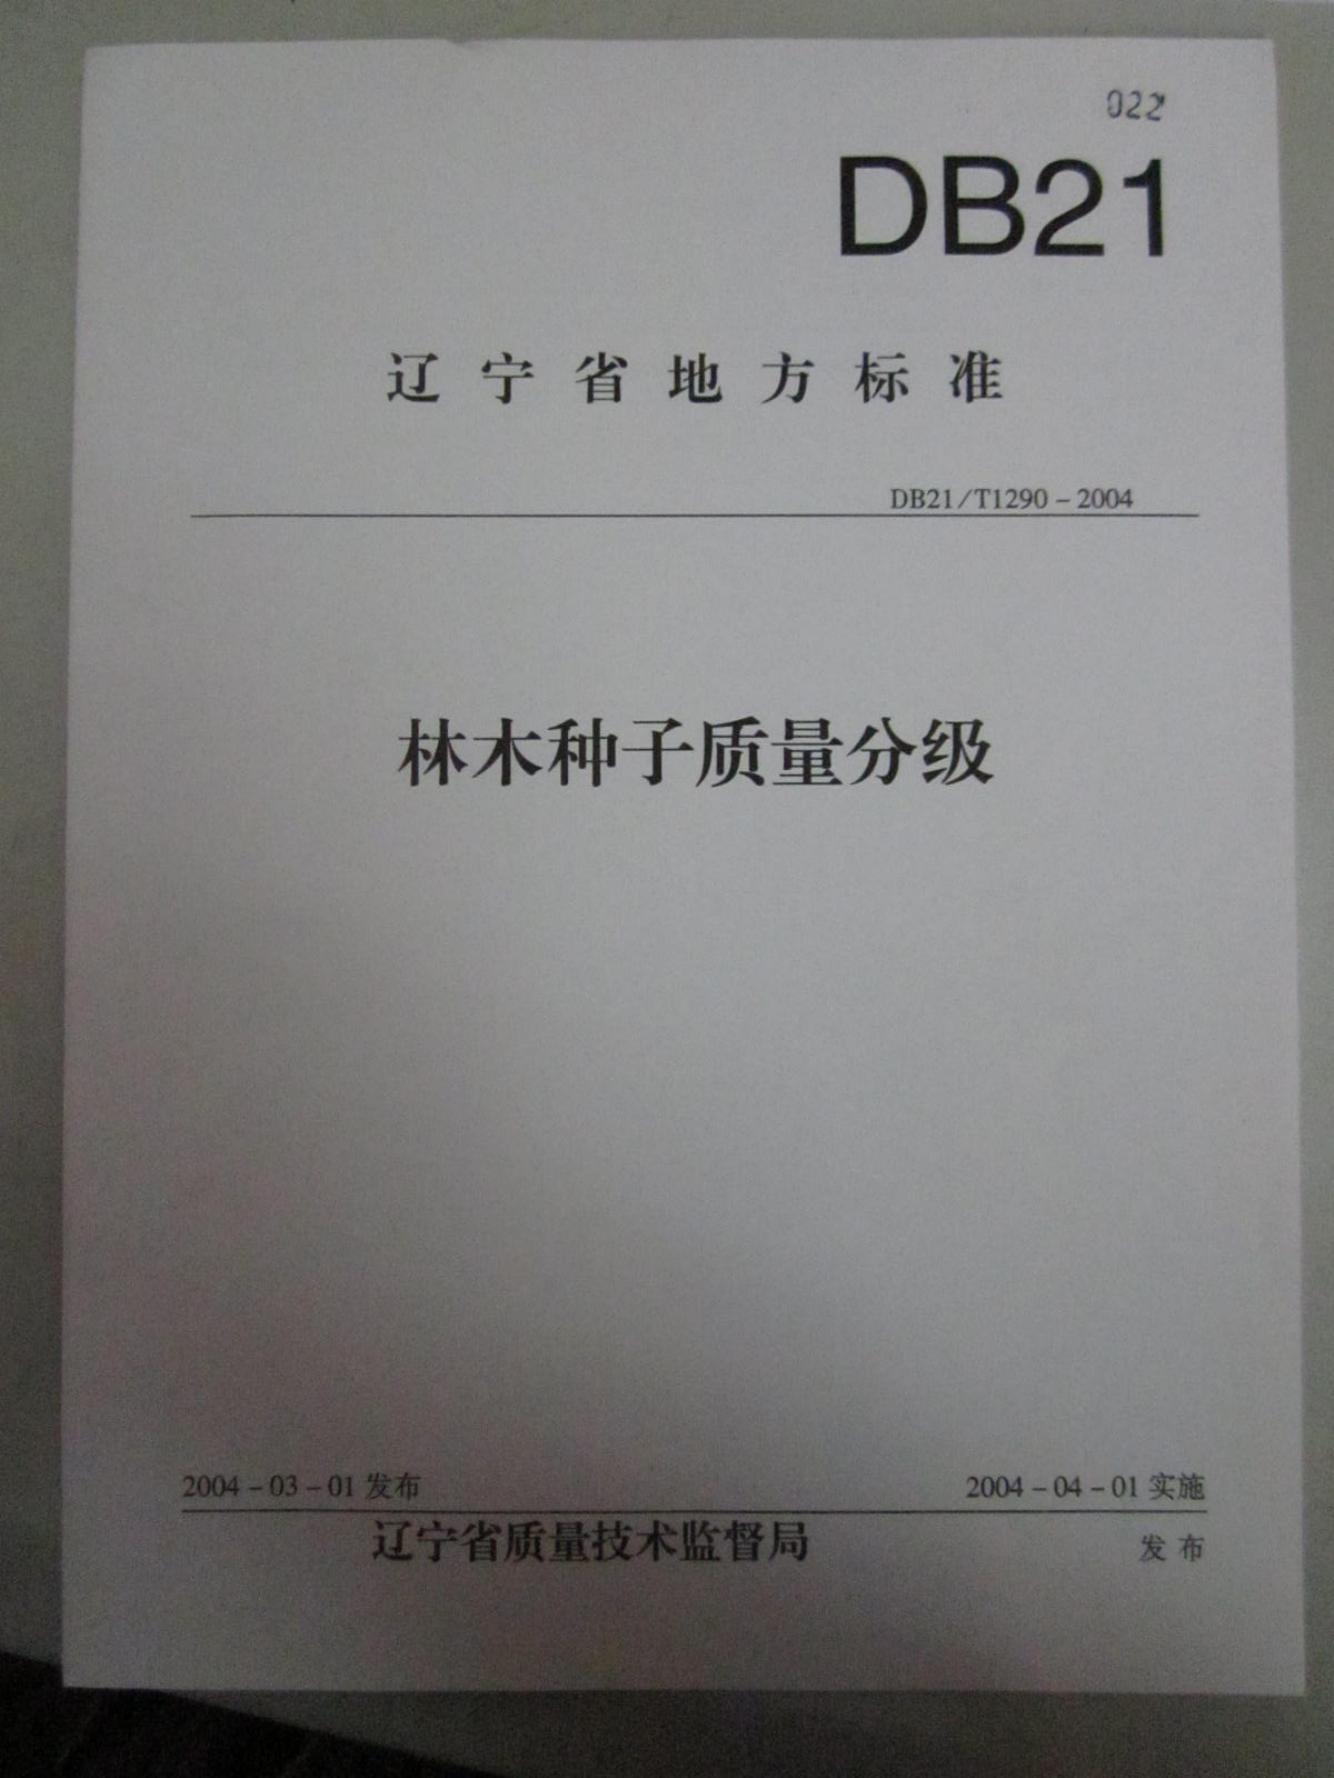 022
DB21
辽宁省地方标准
DB21/T1290－2004
林木种子质量分级
2004－03－01 发布 2004－04－01 实施
辽宁省质量技术监督局 发布